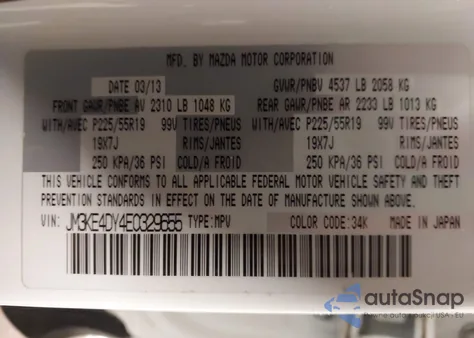 MFD. BY MAZDA MOTOR CORPORATION
DATE 03/13 GVWR/PNBV 4537 LB 2058 KG
FRONT GAWR/PNBE AV 2310 LB 1048 KG REAR GAWR/PNBE AR 2233 LB 1013 KG
WITH/AVEC P225/55R19 99V TIRES/PNEUS WITH/AVEC P225/55R19 99V TIRES/PNEUS
19X7J RIMS/JANTES 19X7J RIMS/JANTES
250 KPA/36 PSI COLD/A FROID 250 KPA/36 PSI COLD/A FROID
THIS VEHICLE CONFORMS TO ALL APPLICABLE FEDERAL MOTOR VEHICLE SAFETY AND THEFT
PREVENTION STANDARDS IN EFFECT ON THE DATE OF MANUFACTURE SHOWN ABOVE.
VIN: JM3KE4DY4E0329655 TYPE:MPV COLOR CODE:34K MADE IN JAPAN
autoSnap